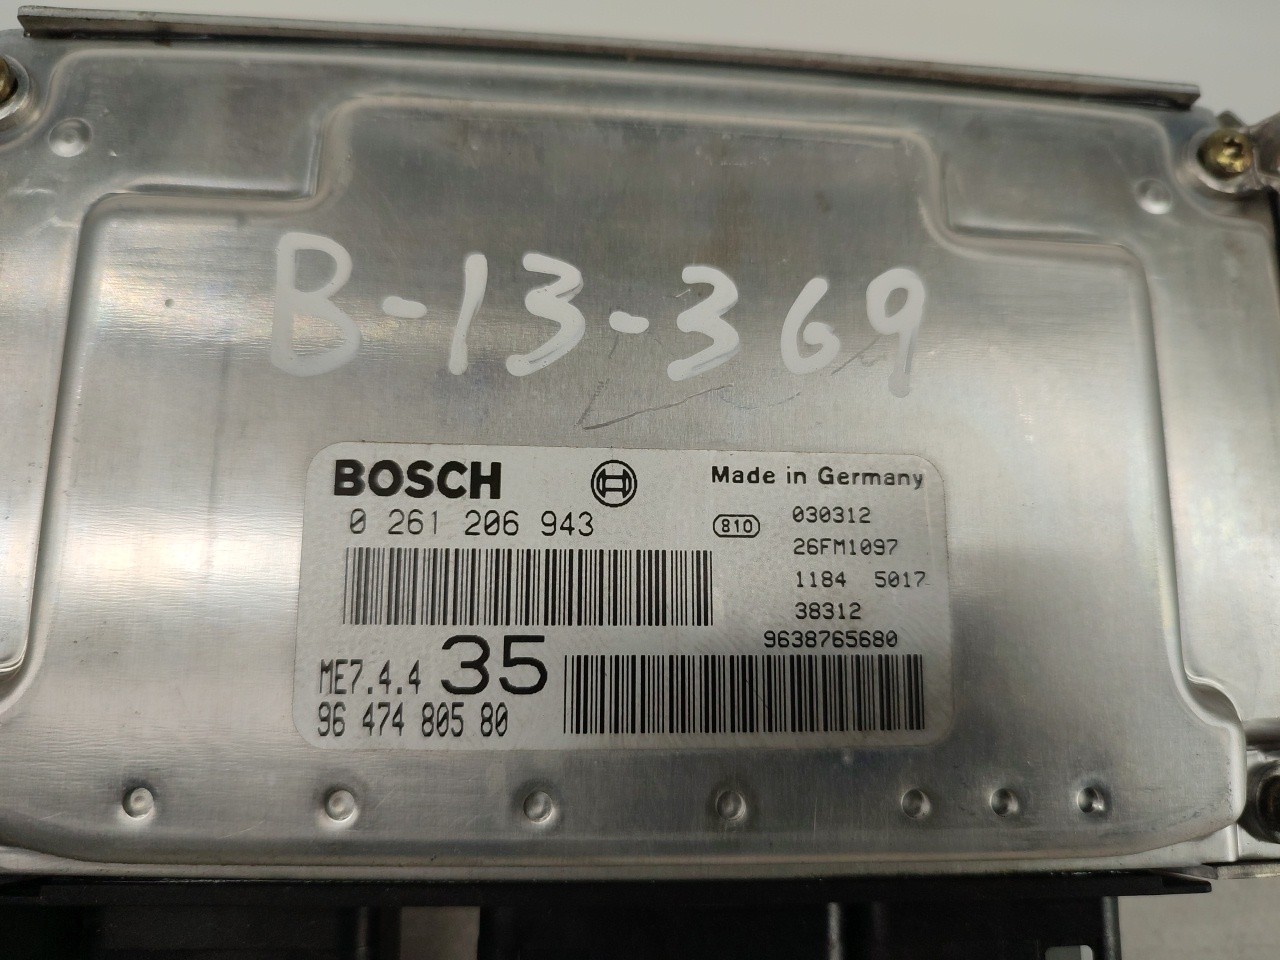 B-13-369
BOSCH
Made in Germany
0 261 206 943
810
030312
26FM1097
1184 5017
38312
9638765680
ME7.4.4 35
96 474 805 80